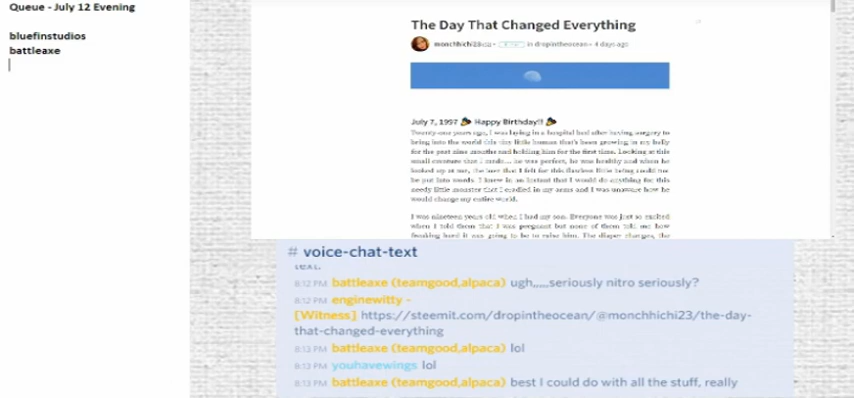 Queue - July 12 Evening
bluefinstudios
battleaxe
The Day That Changed Everything
in dropintheocean • 4 days ago
July 7, 1997 🎉 Happy Birthday!! 🎉
Twenty-one years ago, I was laying in a hospital bed after having surgery to
bring into the world this tiny little human that's been growing in my belly
for the past nine months and holding him for the first time. Looking at this
small creature that I made... he was perfect, he was healthy and when he
looked up at me, the love that I felt for this flawless little being could not
be put into words. I knew in an instant that I would do anything for this
needy little monster that I cradled in my arms and I was unaware how he
would change my entire world.
I was nineteen years old when I had my son. Everyone was just so excited
when I told them that I was pregnant but none of them told me how
freaking hard it was going to be to raise him. The diaper changes, the
# voice-chat-text
text.
8:12 PM battleaxe (teamgood,alpaca) ugh,,,,,seriously nitro seriously?
8:12 PM enginewitty -
[Witness] https://steemit.com/dropintheocean/@monchhichi23/the-day-
that-changed-everything
8:13 PM battleaxe (teamgood,alpaca) lol
8:13 PM youhavewings lol
8:13 PM battleaxe (teamgood,alpaca) best I could do with all the stuff, really